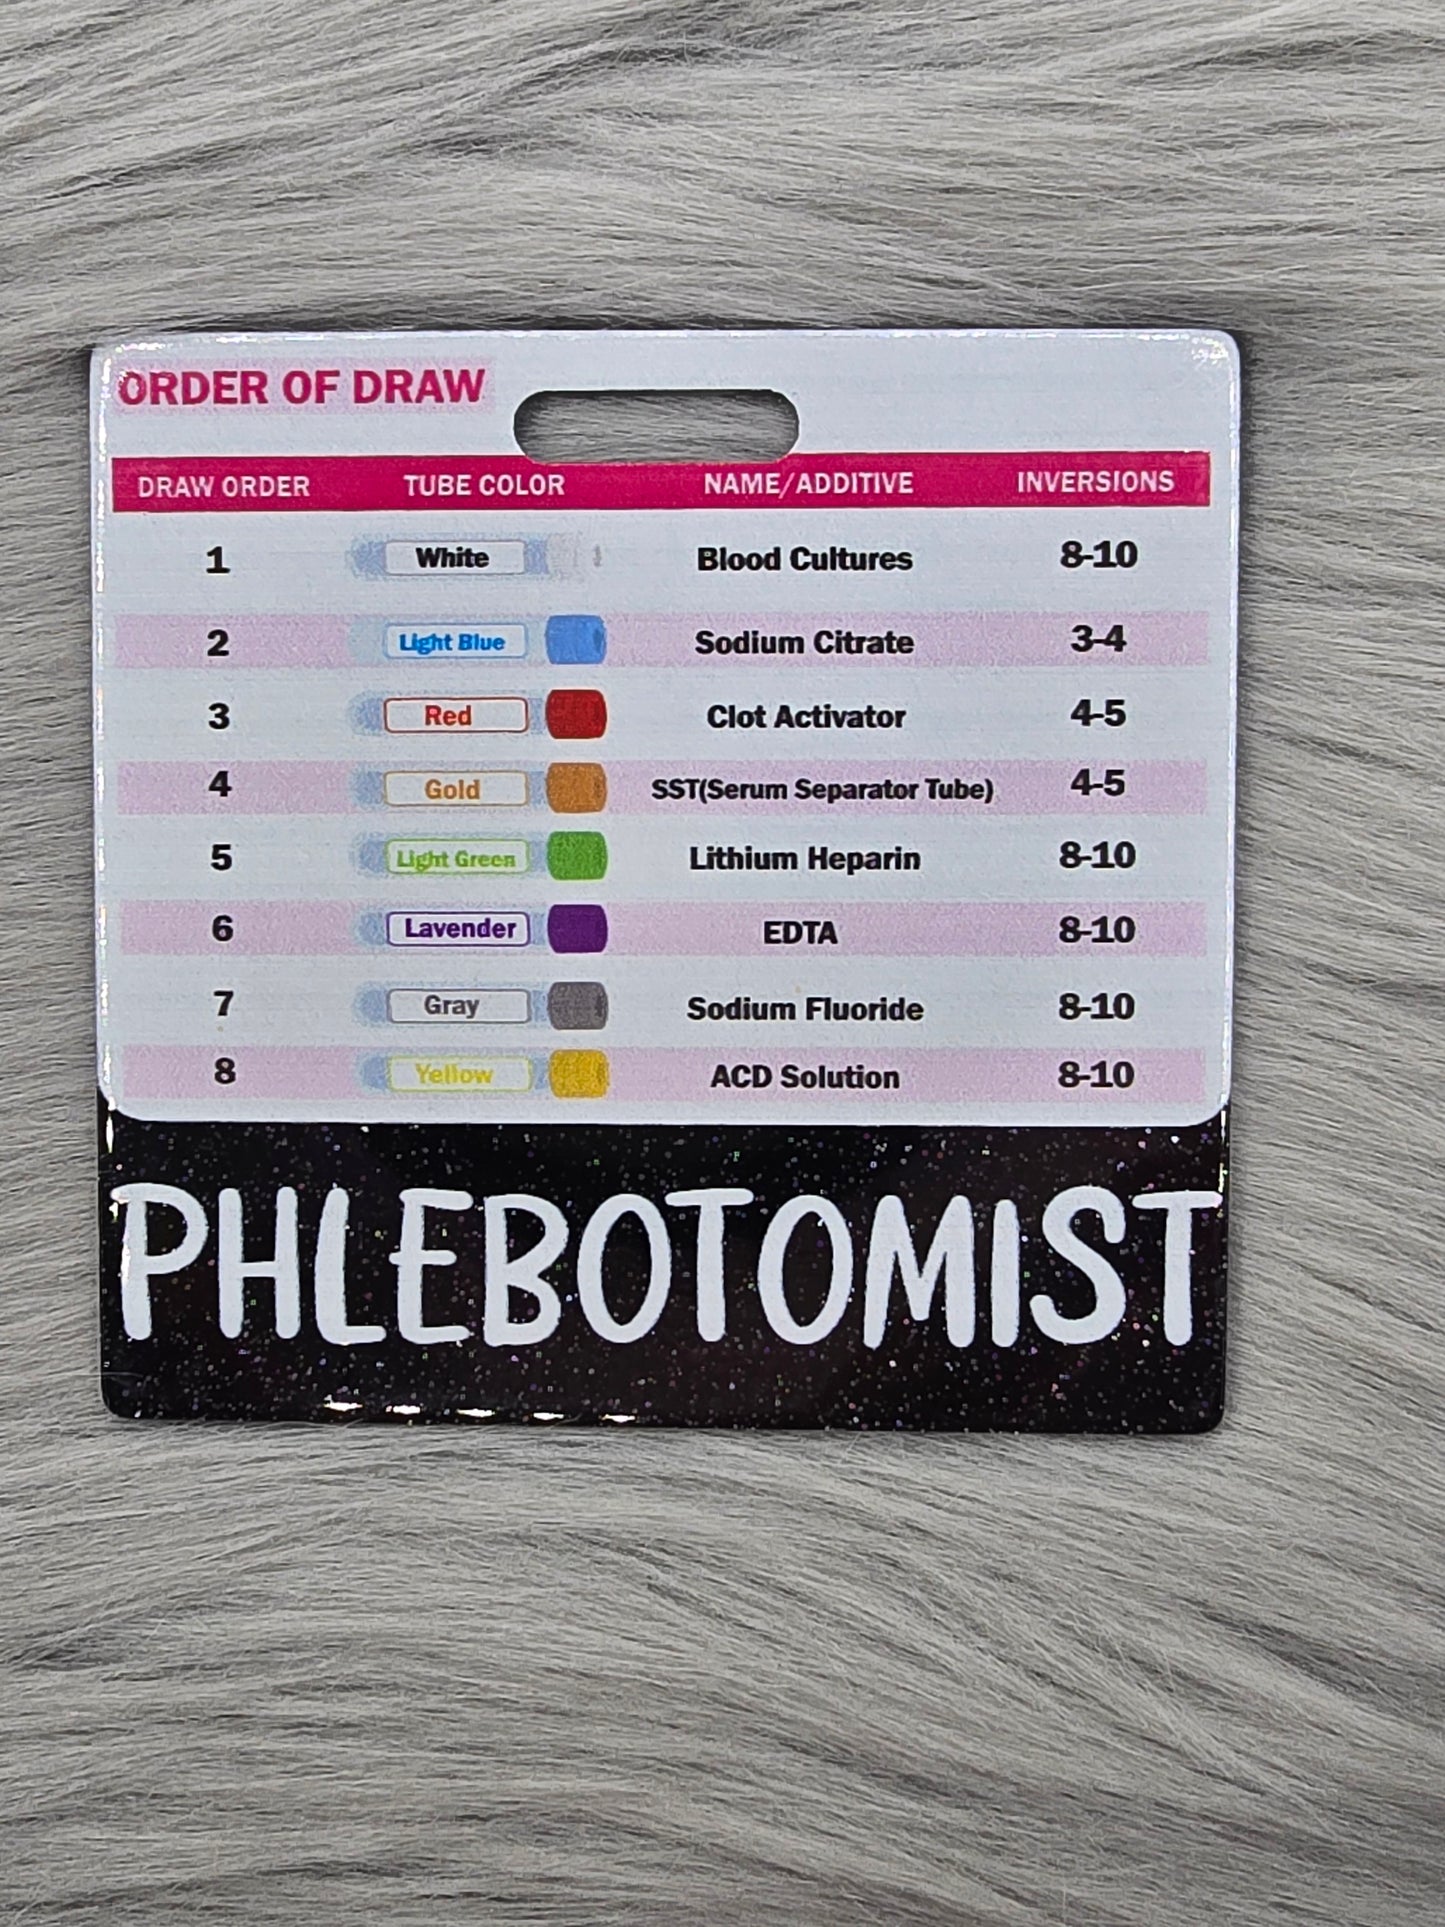 ORDER OF DRAW
DRAW ORDER TUBE COLOR NAME/ADDITIVE INVERSIONS
1 White Blood Cultures 8-10
2 Light Blue Sodium Citrate 3-4
3 Red Clot Activator 4-5
4 Gold SST(Serum Separator Tube) 4-5
5 Light Green Lithium Heparin 8-10
6 Lavender EDTA 8-10
7 Gray Sodium Fluoride 8-10
8 Yellow ACD Solution 8-10
PHLEBOTOMIST